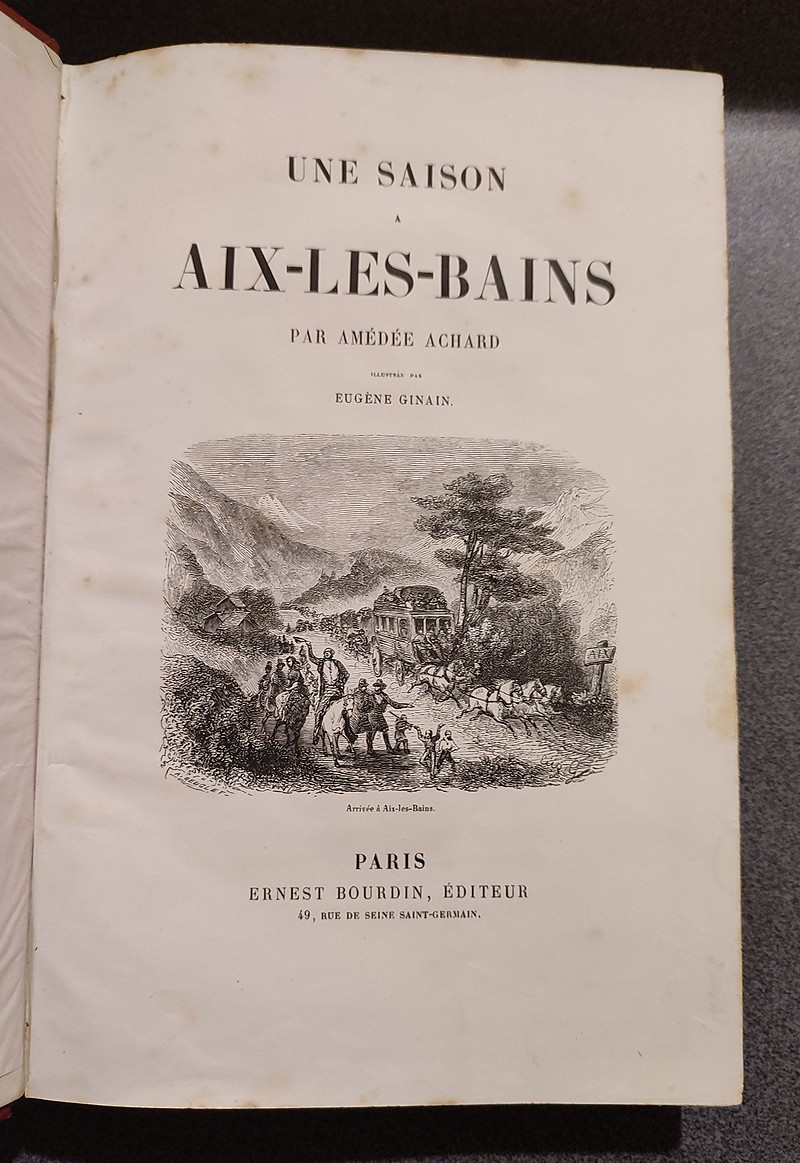 UNE SAISON
A
AIX-LES-BAINS
PAR AMÉDÉE ACHARD
ILLUSTRÉE PAR
EUGÈNE GINAIN.
AIX
Arrivée à Aix-les-Bains.
PARIS
ERNEST BOURDIN, ÉDITEUR
49, RUE DE SEINE SAINT-GERMAIN.